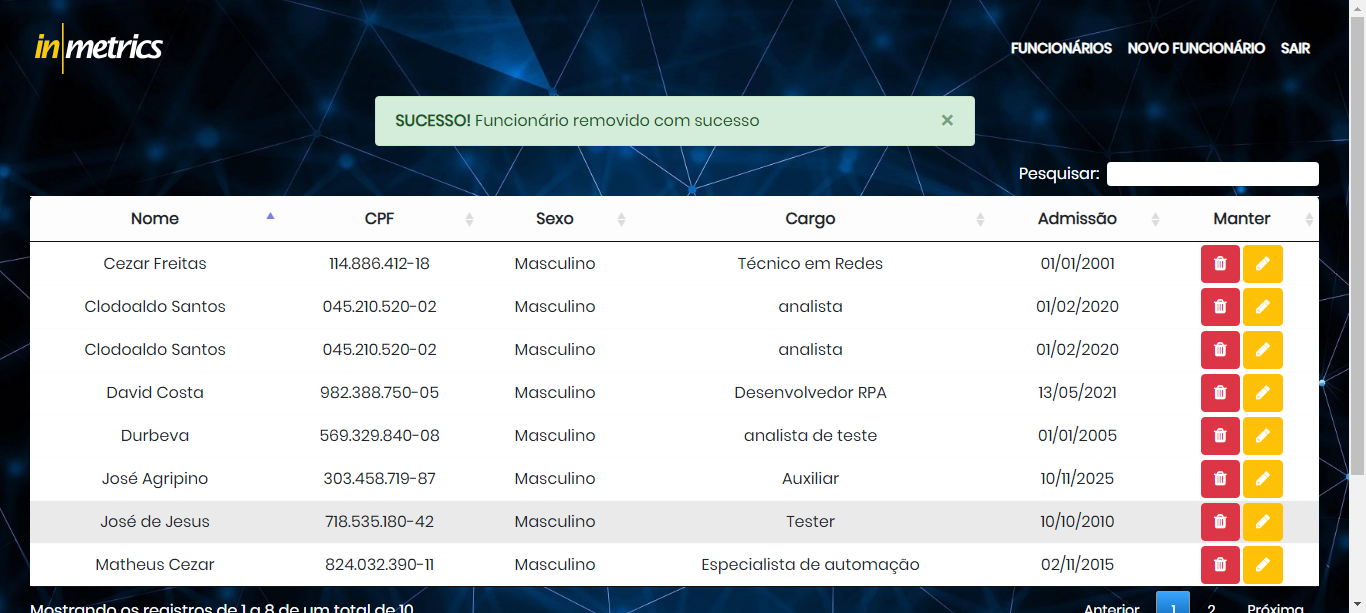 in|metrics
FUNCIONÁRIOS NOVO FUNCIONÁRIO SAIR
SUCESSO! Funcionário removido com sucesso ×
Pesquisar:
Nome CPF Sexo Cargo Admissão Manter
Cezar Freitas 114.886.412-18 Masculino Técnico em Redes 01/01/2001
Clodoaldo Santos 045.210.520-02 Masculino analista 01/02/2020
Clodoaldo Santos 045.210.520-02 Masculino analista 01/02/2020
David Costa 982.388.750-05 Masculino Desenvolvedor RPA 13/05/2021
Durbeva 569.329.840-08 Masculino analista de teste 01/01/2005
José Agripino 303.458.719-87 Masculino Auxiliar 10/11/2025
José de Jesus 718.535.180-42 Masculino Tester 10/10/2010
Matheus Cezar 824.032.390-11 Masculino Especialista de automação 02/11/2015
Mostrando os registros de 1 a 8 de um total de 10 Anterior 1 2 Próxima